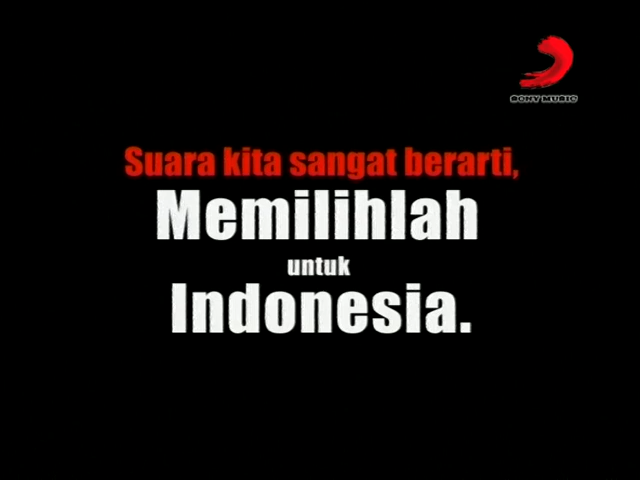 SONY MUSIC
Suara kita sangat berarti,
Memilihlah
untuk
Indonesia.